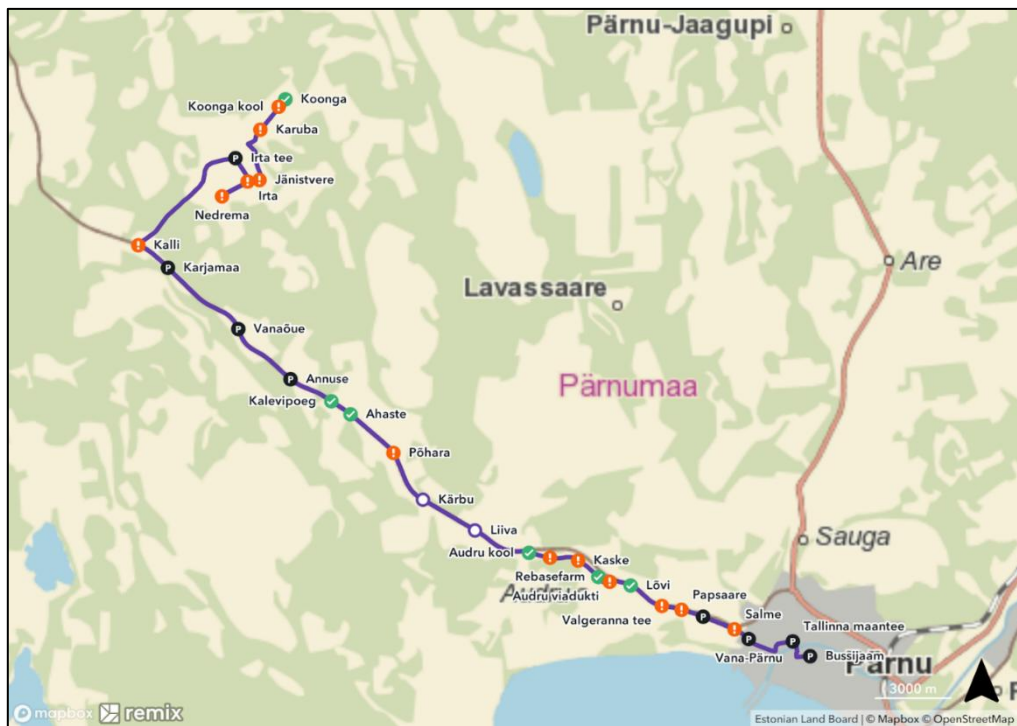 Pärnu-Jaagupi
Koonga
Koonga kool
Karuba
Irta tee
Jänistvere
Irta
Nedrema
Kalli
Are
Karjamaa
Lavassaare
Vanaõue
Pärnumaa
Annuse
Kalevipoeg
Ahaste
Põhara
Kärbu
Liiva
Sauga
Audru kool
Kaske
Rebasefarm
Lõvi
Audru viadukti
Papsaare
Valgeranna tee
Salme
Tallinna maantee
Vana-Pärnu
Bussijaam
Pärnu
3000 m
mapbox remix
Estonian Land Board | © Mapbox © OpenStreetMap